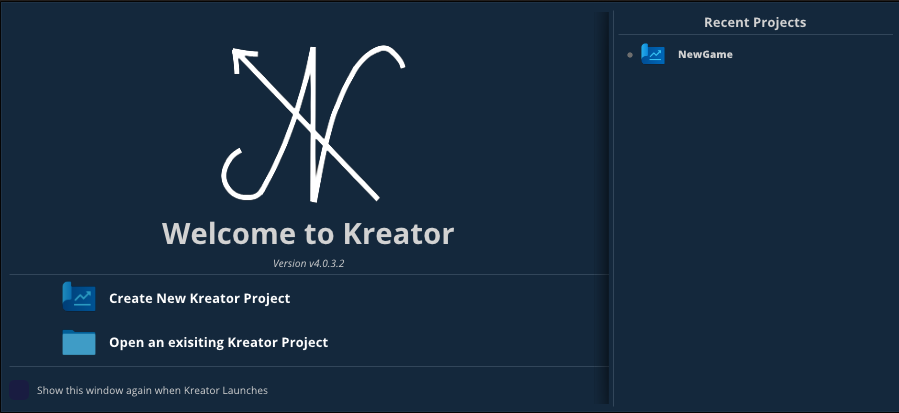 Welcome to Kreator
Version v4.0.3.2
Create New Kreator Project
Open an exisiting Kreator Project
Show this window again when Kreator Launches
Recent Projects
NewGame